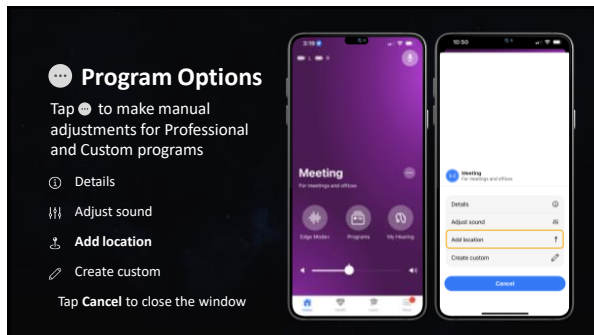 Program Options
Tap to make manual
adjustments for Professional
and Custom programs
Details
Adjust sound
Add location
Create custom
Tap Cancel to close the window
3:19
L R
Meeting
For meetings and offices
Edge Mode+ Programs My Hearing
10:50
Meeting
For meetings and offices
Details
Adjust sound
Add location
Create custom
Cancel